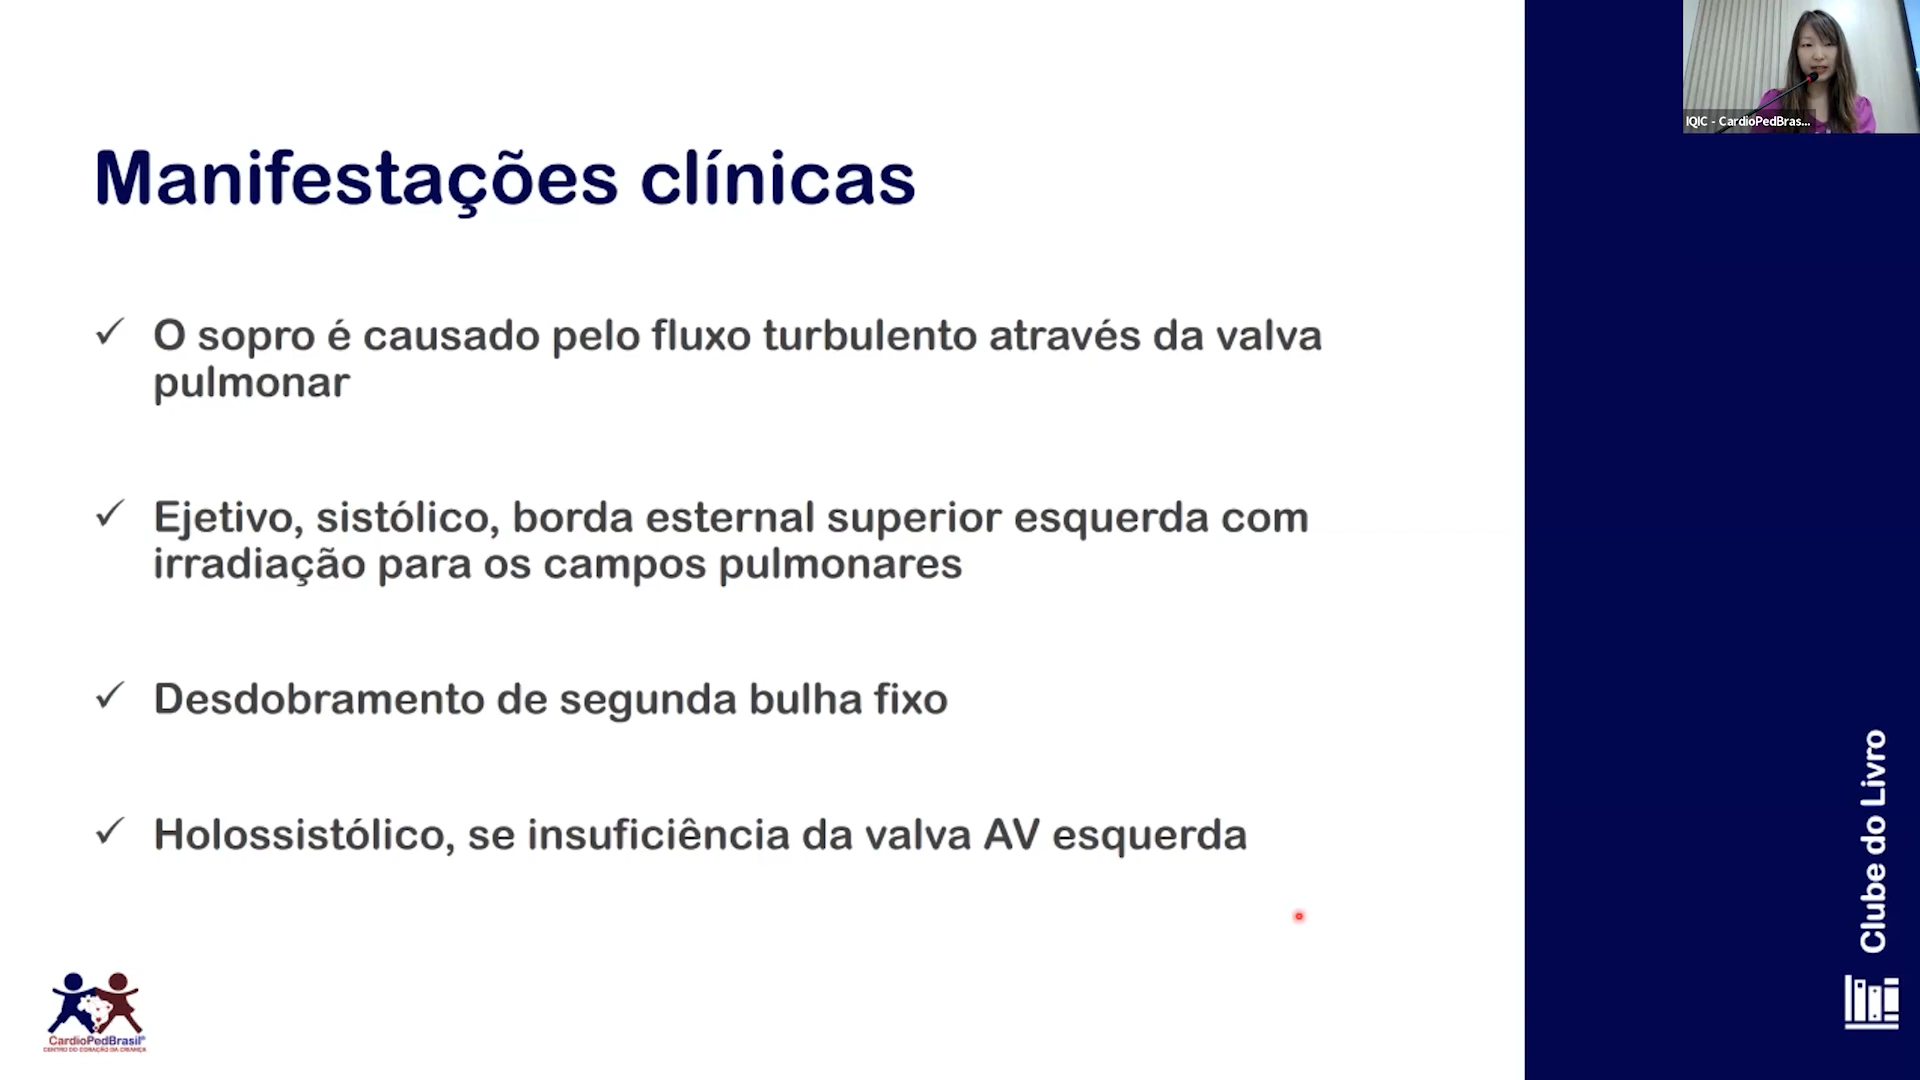 IQIC - CardioPedBras...
Manifestações clínicas
✓ O sopro é causado pelo fluxo turbulento através da valva
pulmonar
✓ Ejetivo, sistólico, borda esternal superior esquerda com
irradiação para os campos pulmonares
✓ Desdobramento de segunda bulha fixo
✓ Holossistólico, se insuficiência da valva AV esquerda
Clube do Livro
CardioPedBrasil®
CENTRO DO CORAÇÃO DA CRIANÇA